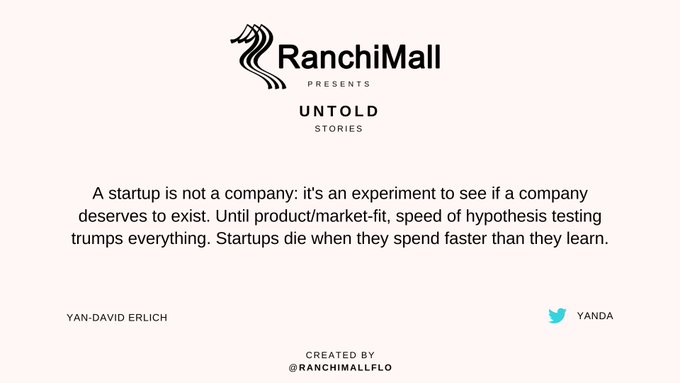 RanchiMall
PRESENTS
UNTOLD
STORIES
A startup is not a company: it's an experiment to see if a company
deserves to exist. Until product/market-fit, speed of hypothesis testing
trumps everything. Startups die when they spend faster than they learn.
YAN-DAVID ERLICH
YANDA
CREATED BY
@RANCHIMALLFLO